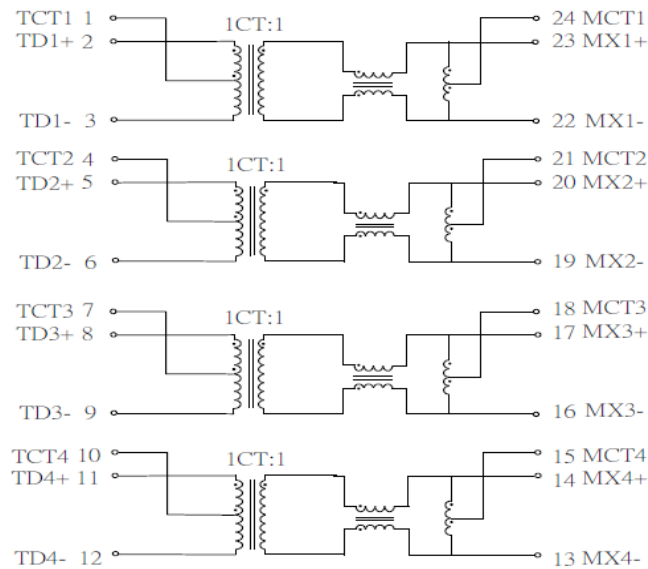 TCT1 1
1CT:1
24 MCT1
TD1+ 2
23 MX1+
TD1- 3
22 MX1-
TCT2 4
1CT:1
21 MCT2
TD2+ 5
20 MX2+
TD2- 6
19 MX2-
TCT3 7
1CT:1
18 MCT3
TD3+ 8
17 MX3+
TD3- 9
16 MX3-
TCT4 10
1CT:1
15 MCT4
TD4+ 11
14 MX4+
TD4- 12
13 MX4-